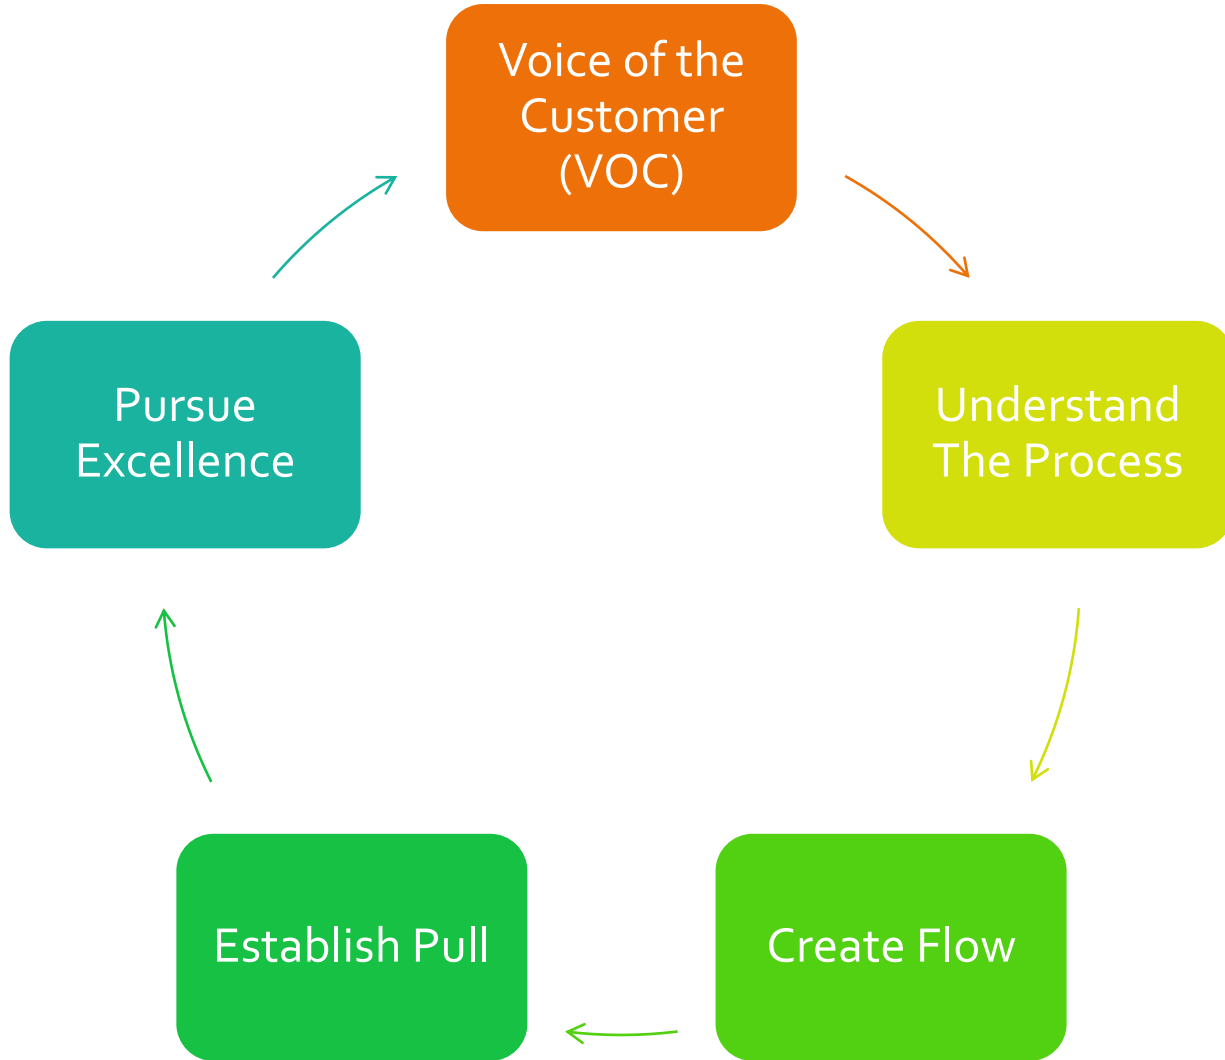 Voice of the
Customer
(VOC)
Understand
The Process
Create Flow
Establish Pull
Pursue
Excellence